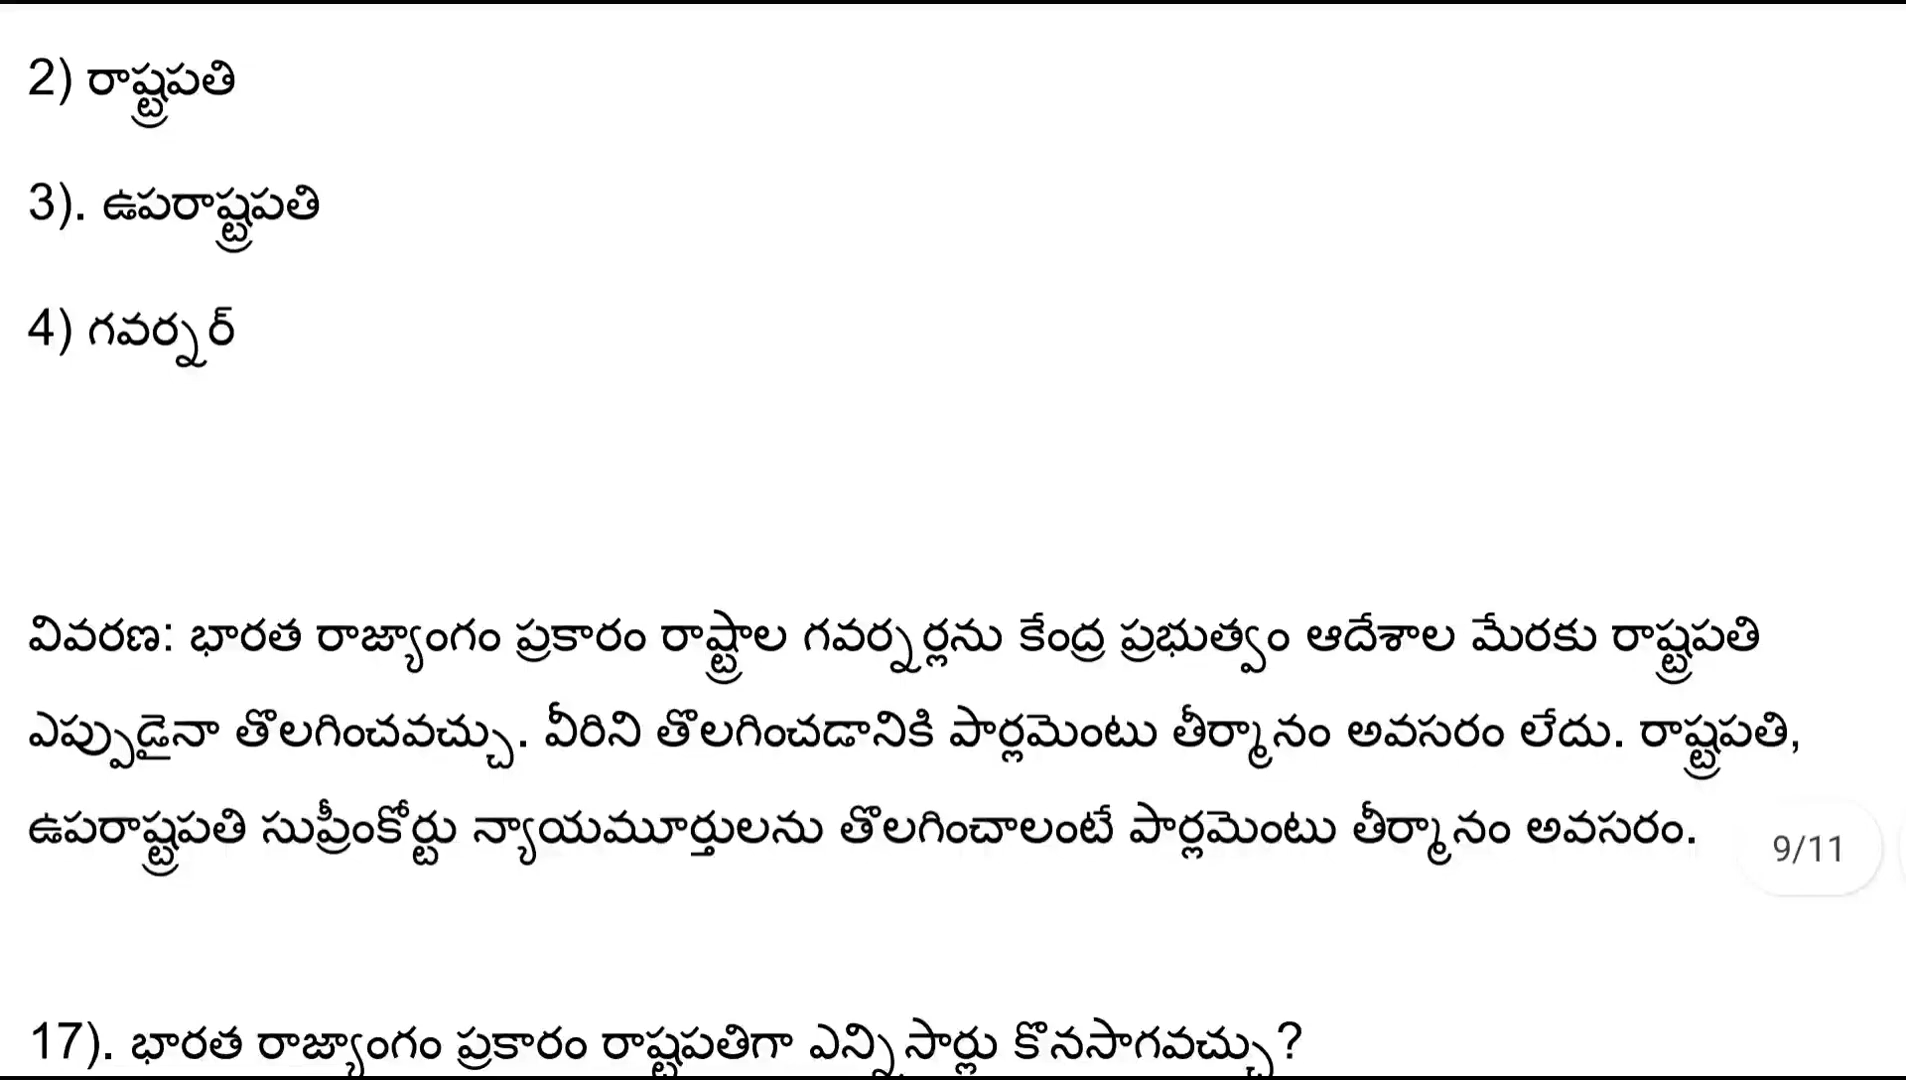 2) రాష్ట్రపతి
3). ఉపరాష్ట్రపతి
4) గవర్నర్
వివరణ: భారత రాజ్యాంగం ప్రకారం రాష్ట్రాల గవర్నర్లను కేంద్ర ప్రభుత్వం ఆదేశాల మేరకు రాష్ట్రపతి
ఎప్పుడైనా తొలగించవచ్చు. వీరిని తొలగించడానికి పార్లమెంటు తీర్మానం అవసరం లేదు. రాష్ట్రపతి,
ఉపరాష్ట్రపతి సుప్రీంకోర్టు న్యాయమూర్తులను తొలగించాలంటే పార్లమెంటు తీర్మానం అవసరం.
9/11
17). భారత రాజ్యాంగం ప్రకారం రాష్ట్రపతిగా ఎన్ని సార్లు కొనసాగవచ్చు?